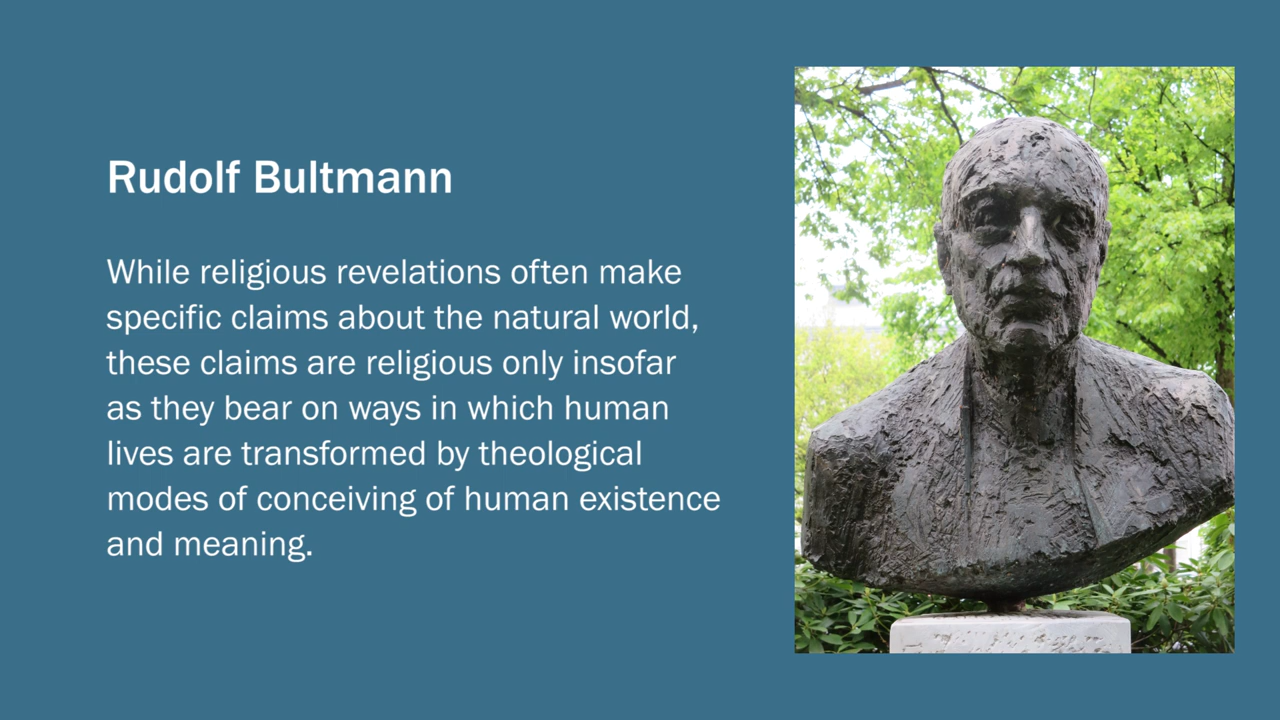 Rudolf Bultmann
While religious revelations often make
specific claims about the natural world,
these claims are religious only insofar
as they bear on ways in which human
lives are transformed by theological
modes of conceiving of human existence
and meaning.